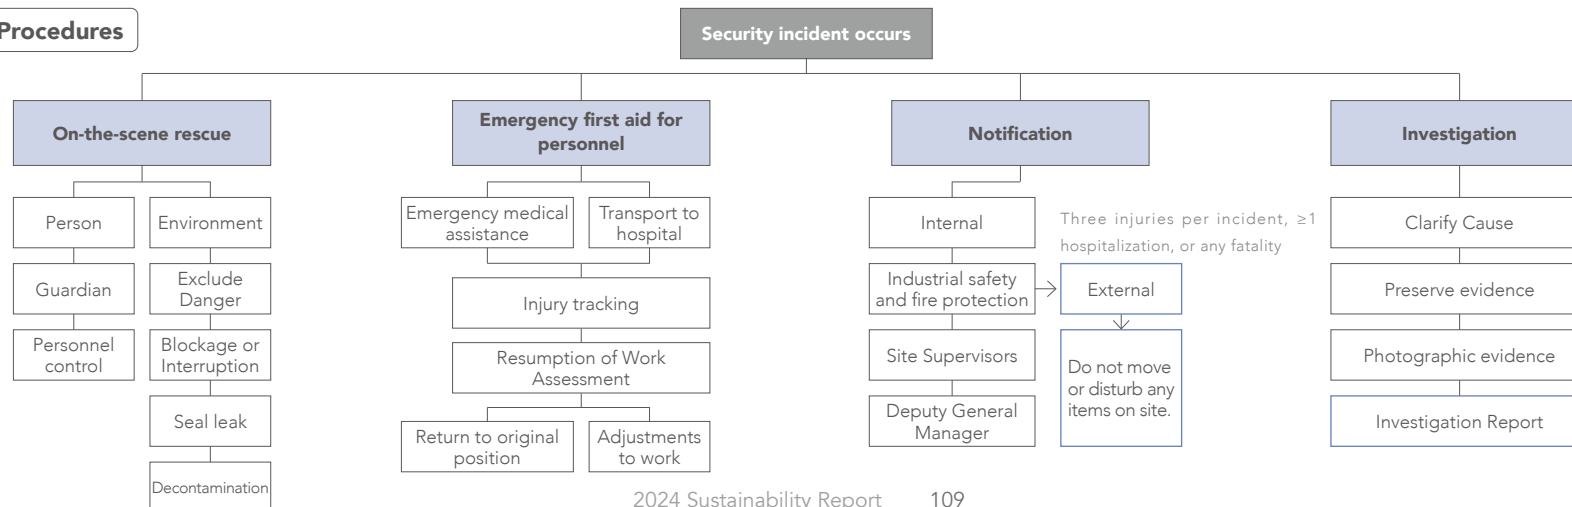 Procedures
Security incident occurs
On-the-scene rescue
Person
Guardian
Personnel
control
Environment
Exclude
Danger
Blockage or
Interruption
Seal leak
Decontamination
Emergency first aid for
personnel
Emergency medical
assistance
Transport to
hospital
Injury tracking
Resumption of Work
Assessment
Return to original
position
Adjustments
to work
Notification
Internal
Industrial safety
and fire protection
Site Supervisors
Deputy General
Manager
Three injuries per incident, ≥1
hospitalization, or any fatality
External
Do not move
or disturb any
items on site.
Investigation
Clarify Cause
Preserve evidence
Photographic evidence
Investigation Report
2024 Sustainability Report 109